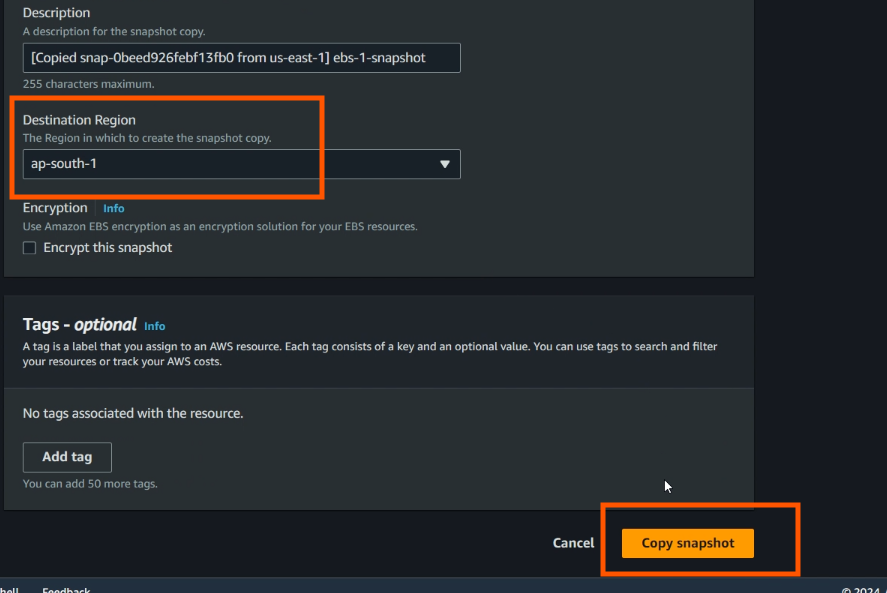 Description
A description for the snapshot copy.
[Copied snap-0beed926febf13fb0 from us-east-1] ebs-1-snapshot
255 characters maximum.
Destination Region
The Region in which to create the snapshot copy.
ap-south-1
Encryption Info
Use Amazon EBS encryption as an encryption solution for your EBS resources.
Encrypt this snapshot
Tags - optional Info
A tag is a label that you assign to an AWS resource. Each tag consists of a key and an optional value. You can use tags to search and filter
your resources or track your AWS costs.
No tags associated with the resource.
Add tag
You can add 50 more tags.
Cancel Copy snapshot
Feedback © 2024